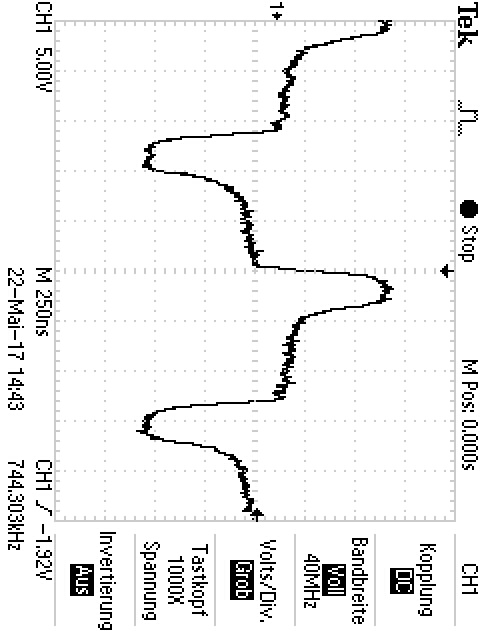 Tek
Stop
M Pos: 0.000s
CH1
Kopplung
DC
Bandbreite
Voll
40MHz
Volts/Div.
Grob
Tastkopf
1000X
Spannung
Invertierung
Aus
1
CH1 5.00V
M 250ns
CH1 / -1.92V
22-Mai-17 14:43
744.303kHz